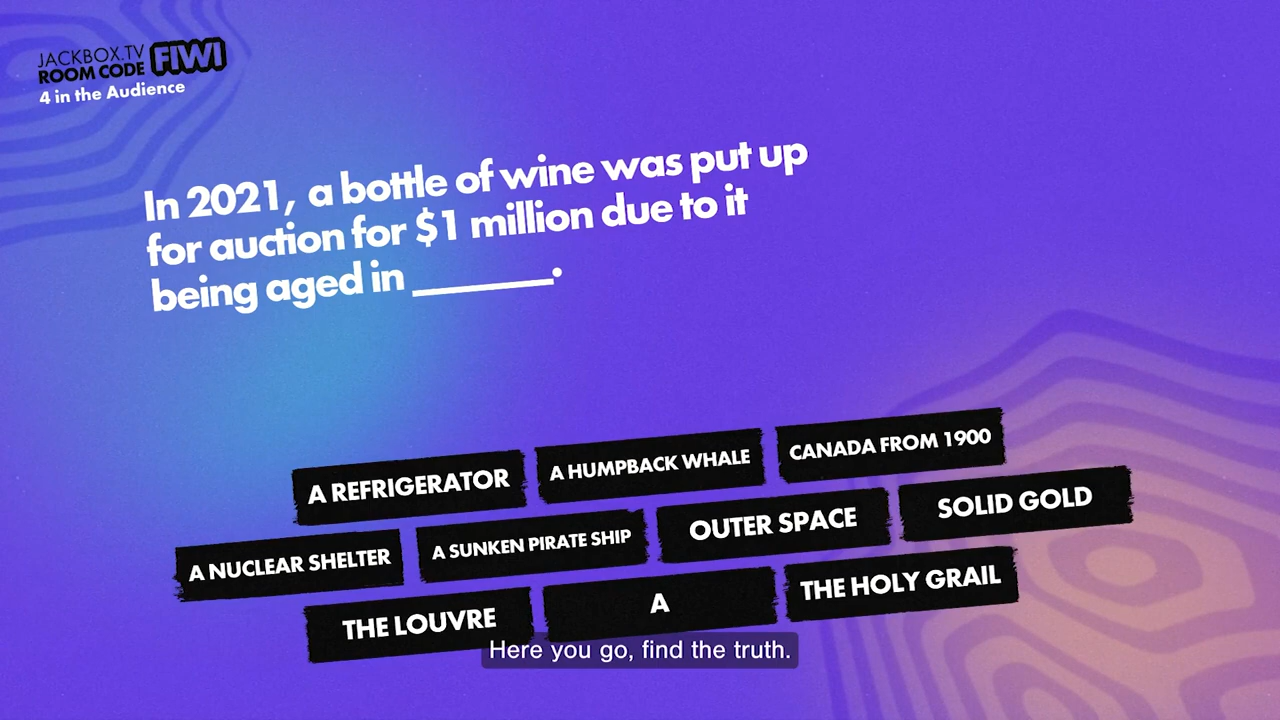 JACKBOX.TV
ROOM CODE FIWI
4 in the Audience
In 2021, a bottle of wine was put up
for auction for $1 million due to it
being aged in ________.
A REFRIGERATOR
A HUMPBACK WHALE
CANADA FROM 1900
A NUCLEAR SHELTER
A SUNKEN PIRATE SHIP
OUTER SPACE
SOLID GOLD
THE LOUVRE
A
THE HOLY GRAIL
Here you go, find the truth.